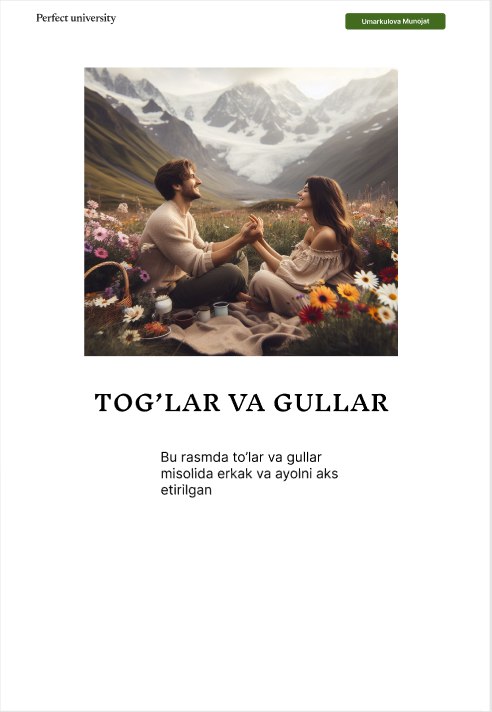 Perfect university
Umarkulova Munojat
TOG’LAR VA GULLAR
Bu rasmda to’lar va gullar
misolida erkak va ayolni aks
etirilgan